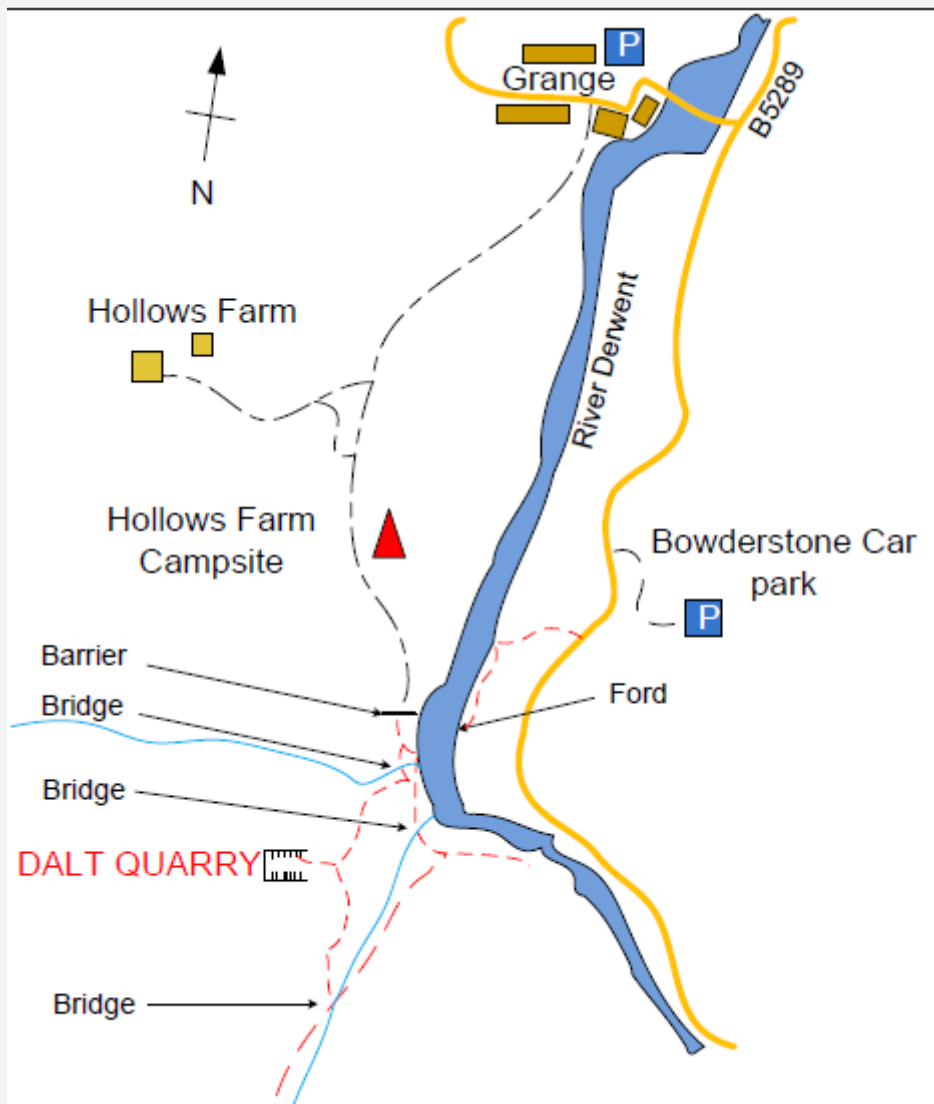 P
Grange
B5289
N
Hollows Farm
River Derwent
Hollows Farm
Campsite
Bowderstone Car
park
P
Barrier
Bridge
Ford
Bridge
DALT QUARRY
Bridge